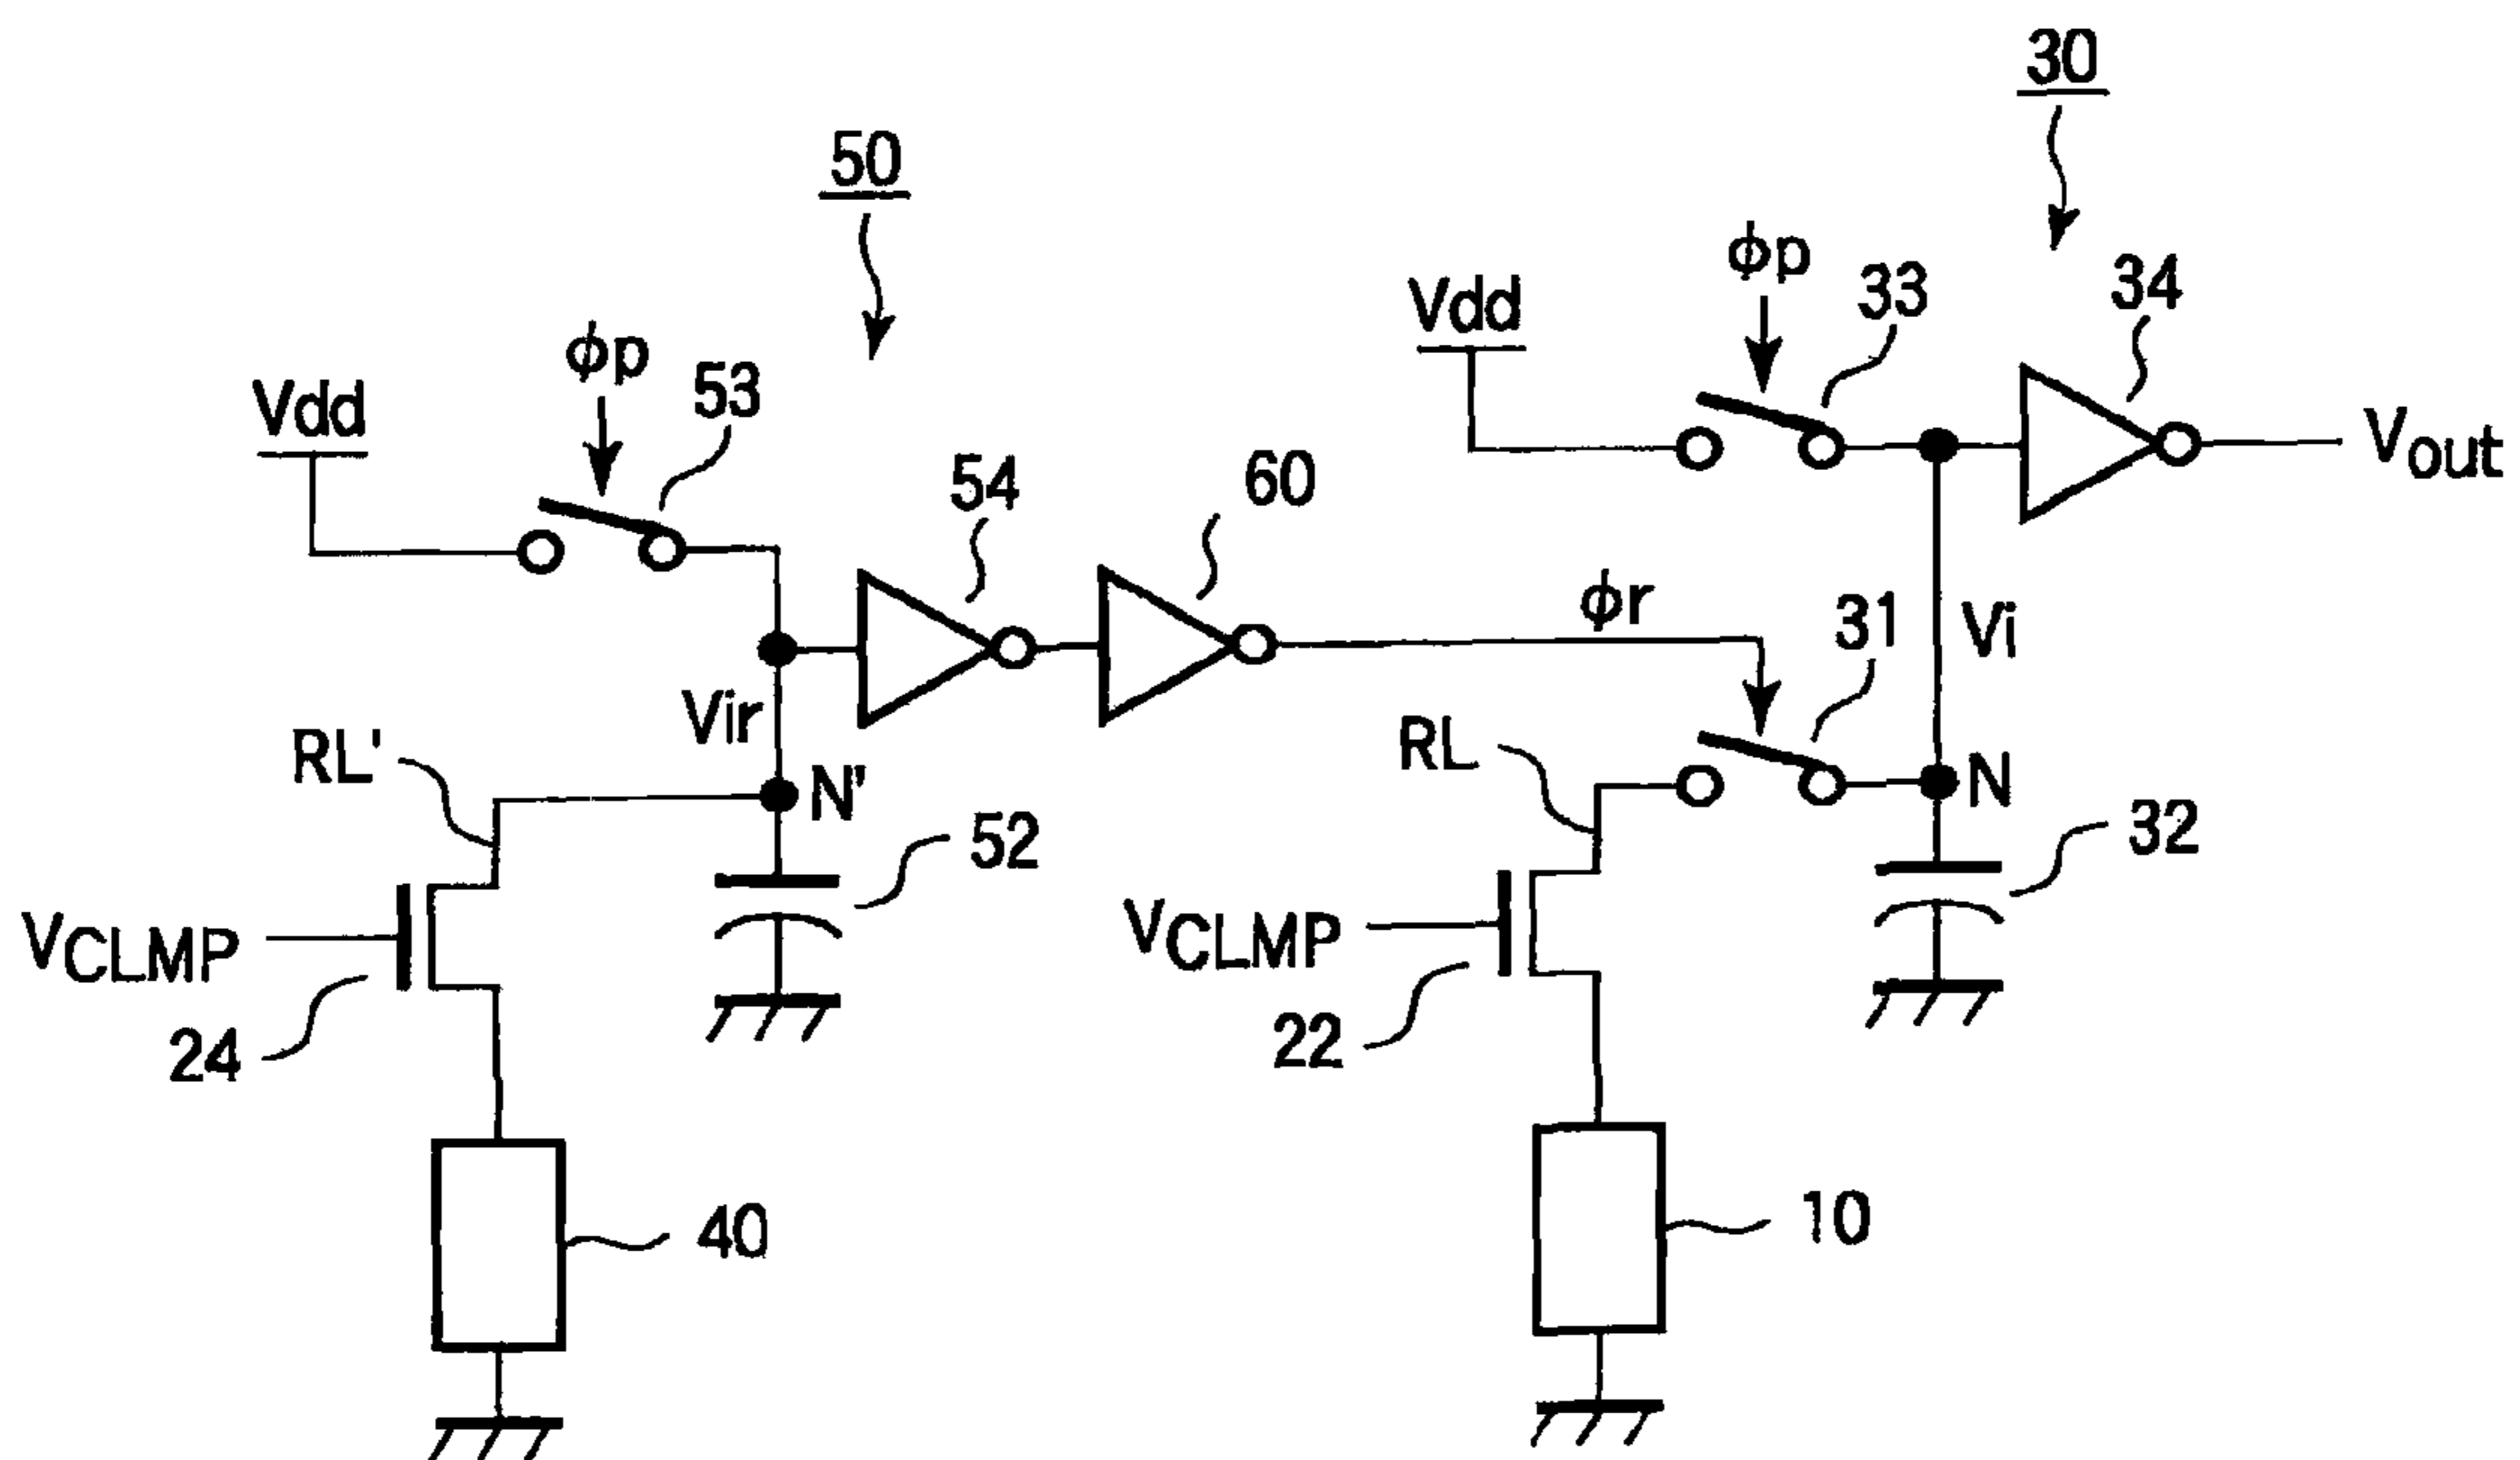 30
50
φp
33
34
Vdd
φp
53
Vdd
Vout
54
60
φr
31
Vi
Vir
RL'
RL
N'
N
52
32
VCLMP
VCLMP
24
22
40
10